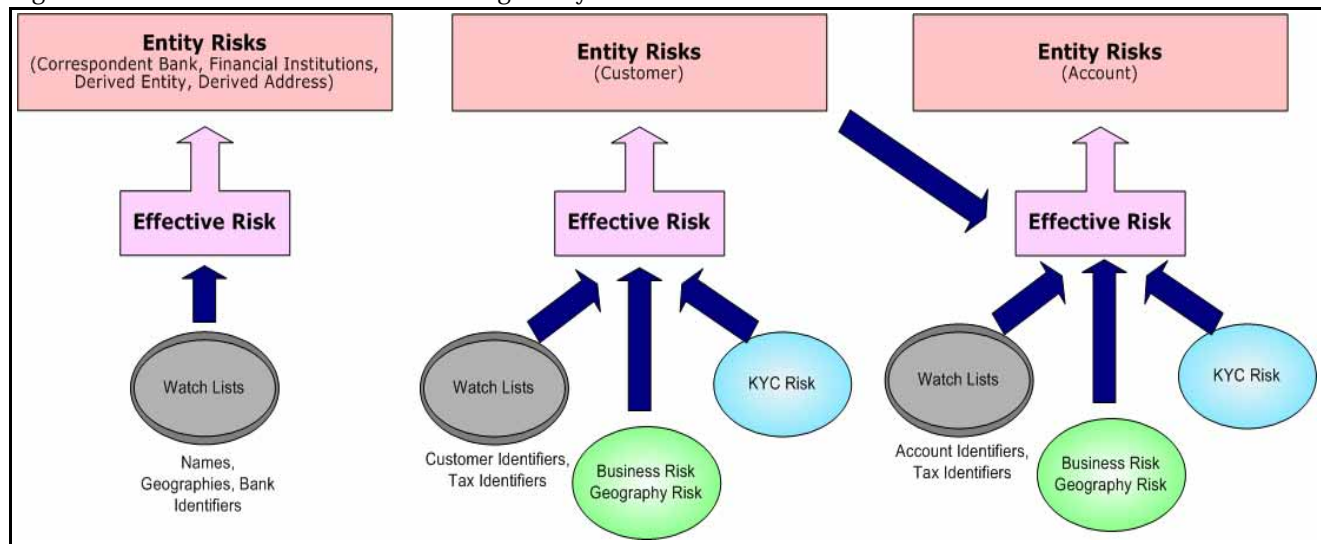 Entity Risks
(Correspondent Bank, Financial Institutions,
Derived Entity, Derived Address)
Effective Risk
Watch Lists
Names,
Geographies, Bank
Identifiers
Entity Risks
(Customer)
Effective Risk
Watch Lists
Customer Identifiers,
Tax Identifiers
Business Risk
Geography Risk
KYC Risk
Entity Risks
(Account)
Effective Risk
Watch Lists
Account Identifiers,
Tax Identifiers
Business Risk
Geography Risk
KYC Risk